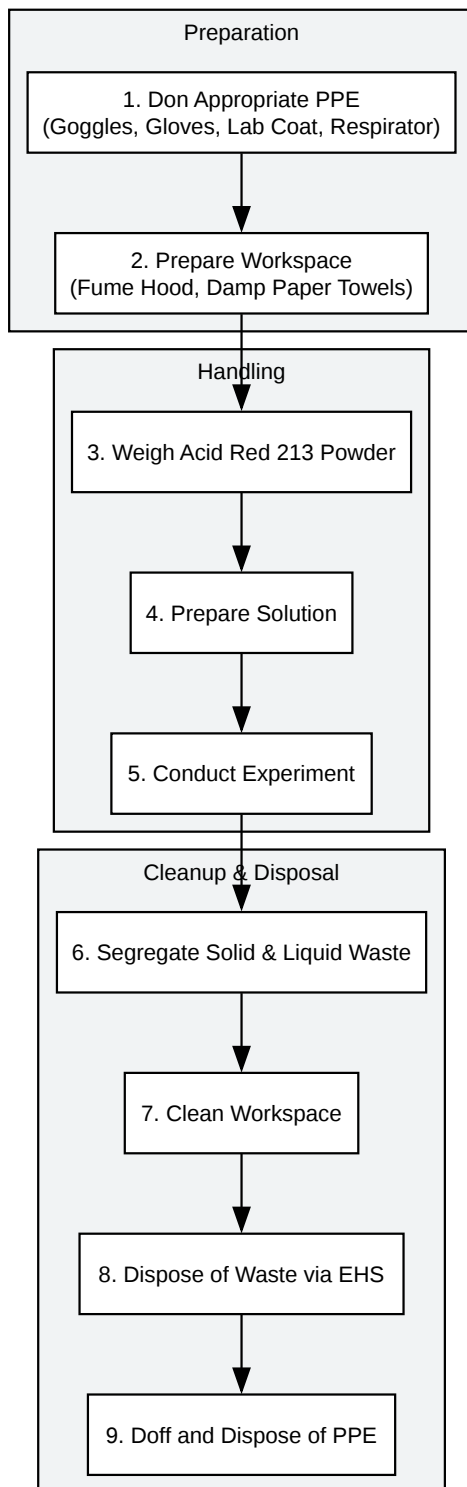 Preparation
1. Don Appropriate PPE
(Goggles, Gloves, Lab Coat, Respirator)
2. Prepare Workspace
(Fume Hood, Damp Paper Towels)
Handling
3. Weigh Acid Red 213 Powder
4. Prepare Solution
5. Conduct Experiment
Cleanup & Disposal
6. Segregate Solid & Liquid Waste
7. Clean Workspace
8. Dispose of Waste via EHS
9. Doff and Dispose of PPE